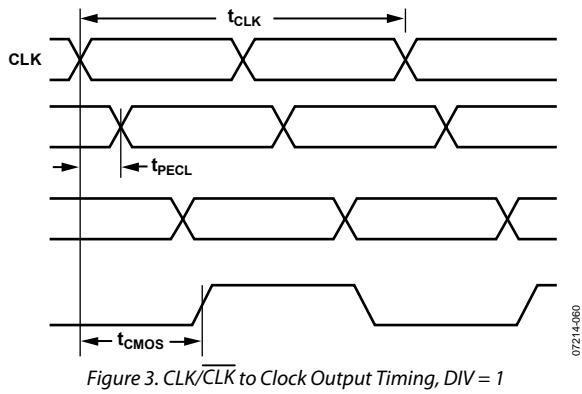 tCLK
CLK
tPECL
tCMOS
07214-060
Figure 3. CLK/CLK to Clock Output Timing, DIV = 1